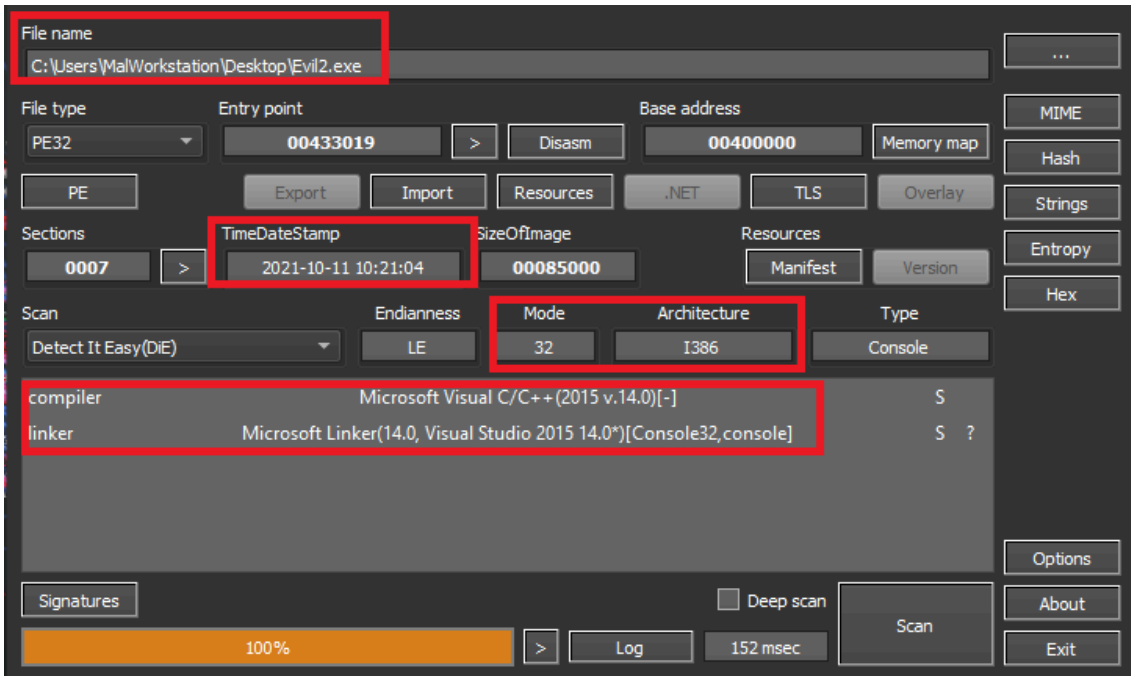 File name
C:\Users\MalWorkstation\Desktop\Evil2.exe
...
File type Entry point Base address
PE32 00433019 > Disasm 00400000 Memory map
MIME
Hash
PE Export Import Resources .NET TLS Overlay
Strings
Sections TimeDateStamp SizeOfImage Resources
0007 > 2021-10-11 10:21:04 00085000 Manifest Version
Entropy
Hex
Scan Endianness Mode Architecture Type
Detect It Easy(DiE) LE 32 I386 Console
compiler Microsoft Visual C/C++(2015 v.14.0)[-] S
linker Microsoft Linker(14.0, Visual Studio 2015 14.0*)[Console32,console] S ?
Options
Signatures Deep scan Scan About
100% > Log 152 msec Exit